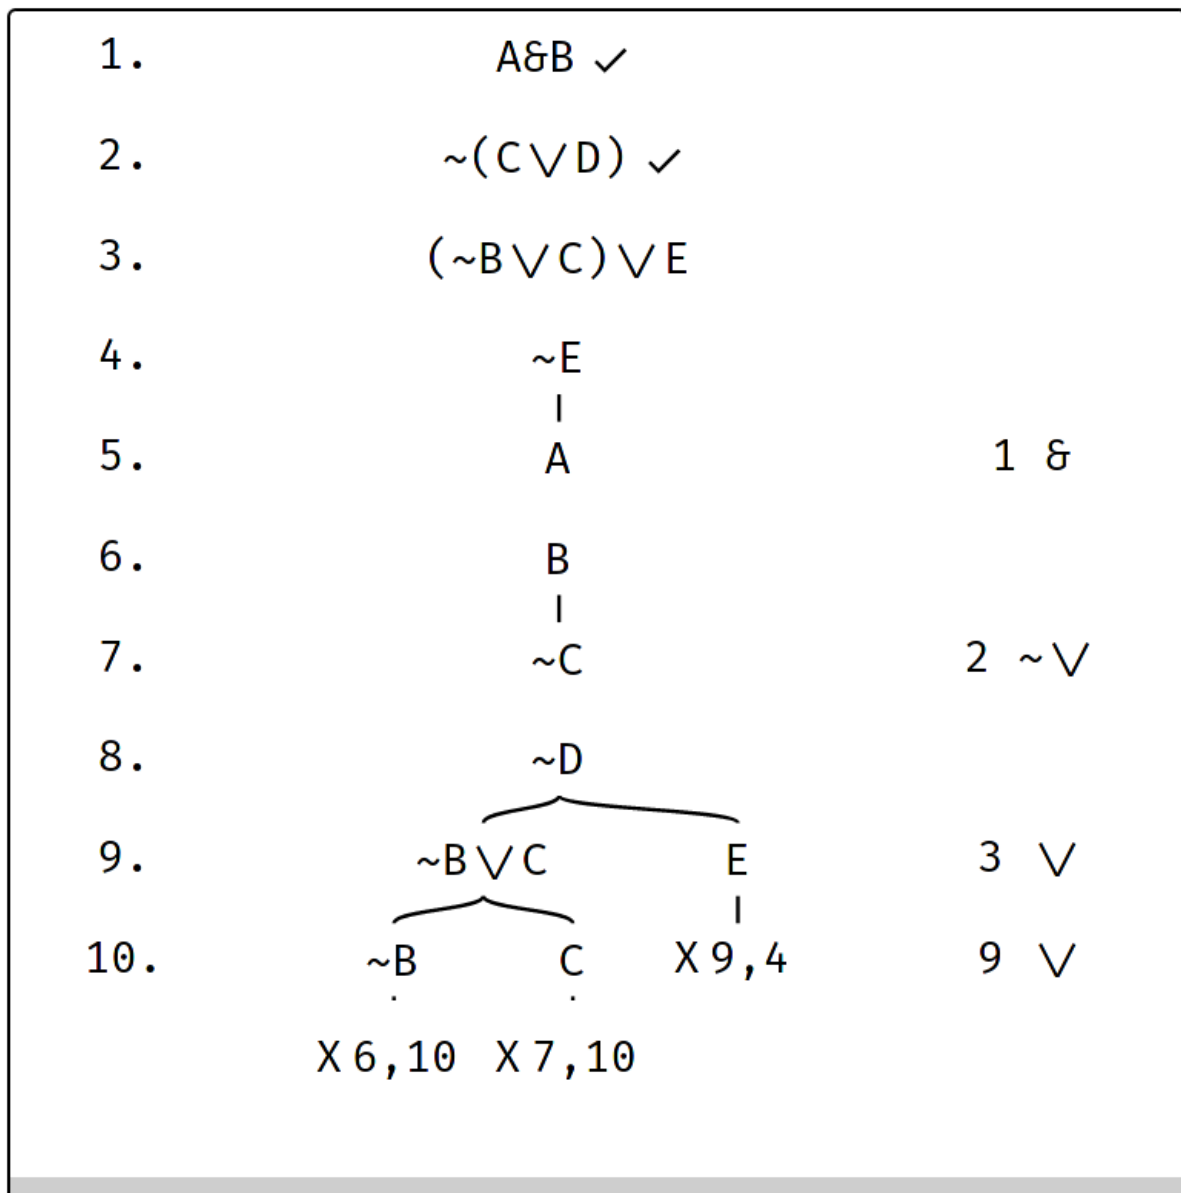 1. A&B ✓
2. ~(C∨D) ✓
3. (~B∨C)∨E
4. ~E
5. A 1 &
6. B
7. ~C 2 ~∨
8. ~D
9. ~B∨C E 3 ∨
10. ~B C X 9,4 9 ∨
X 6,10 X 7,10